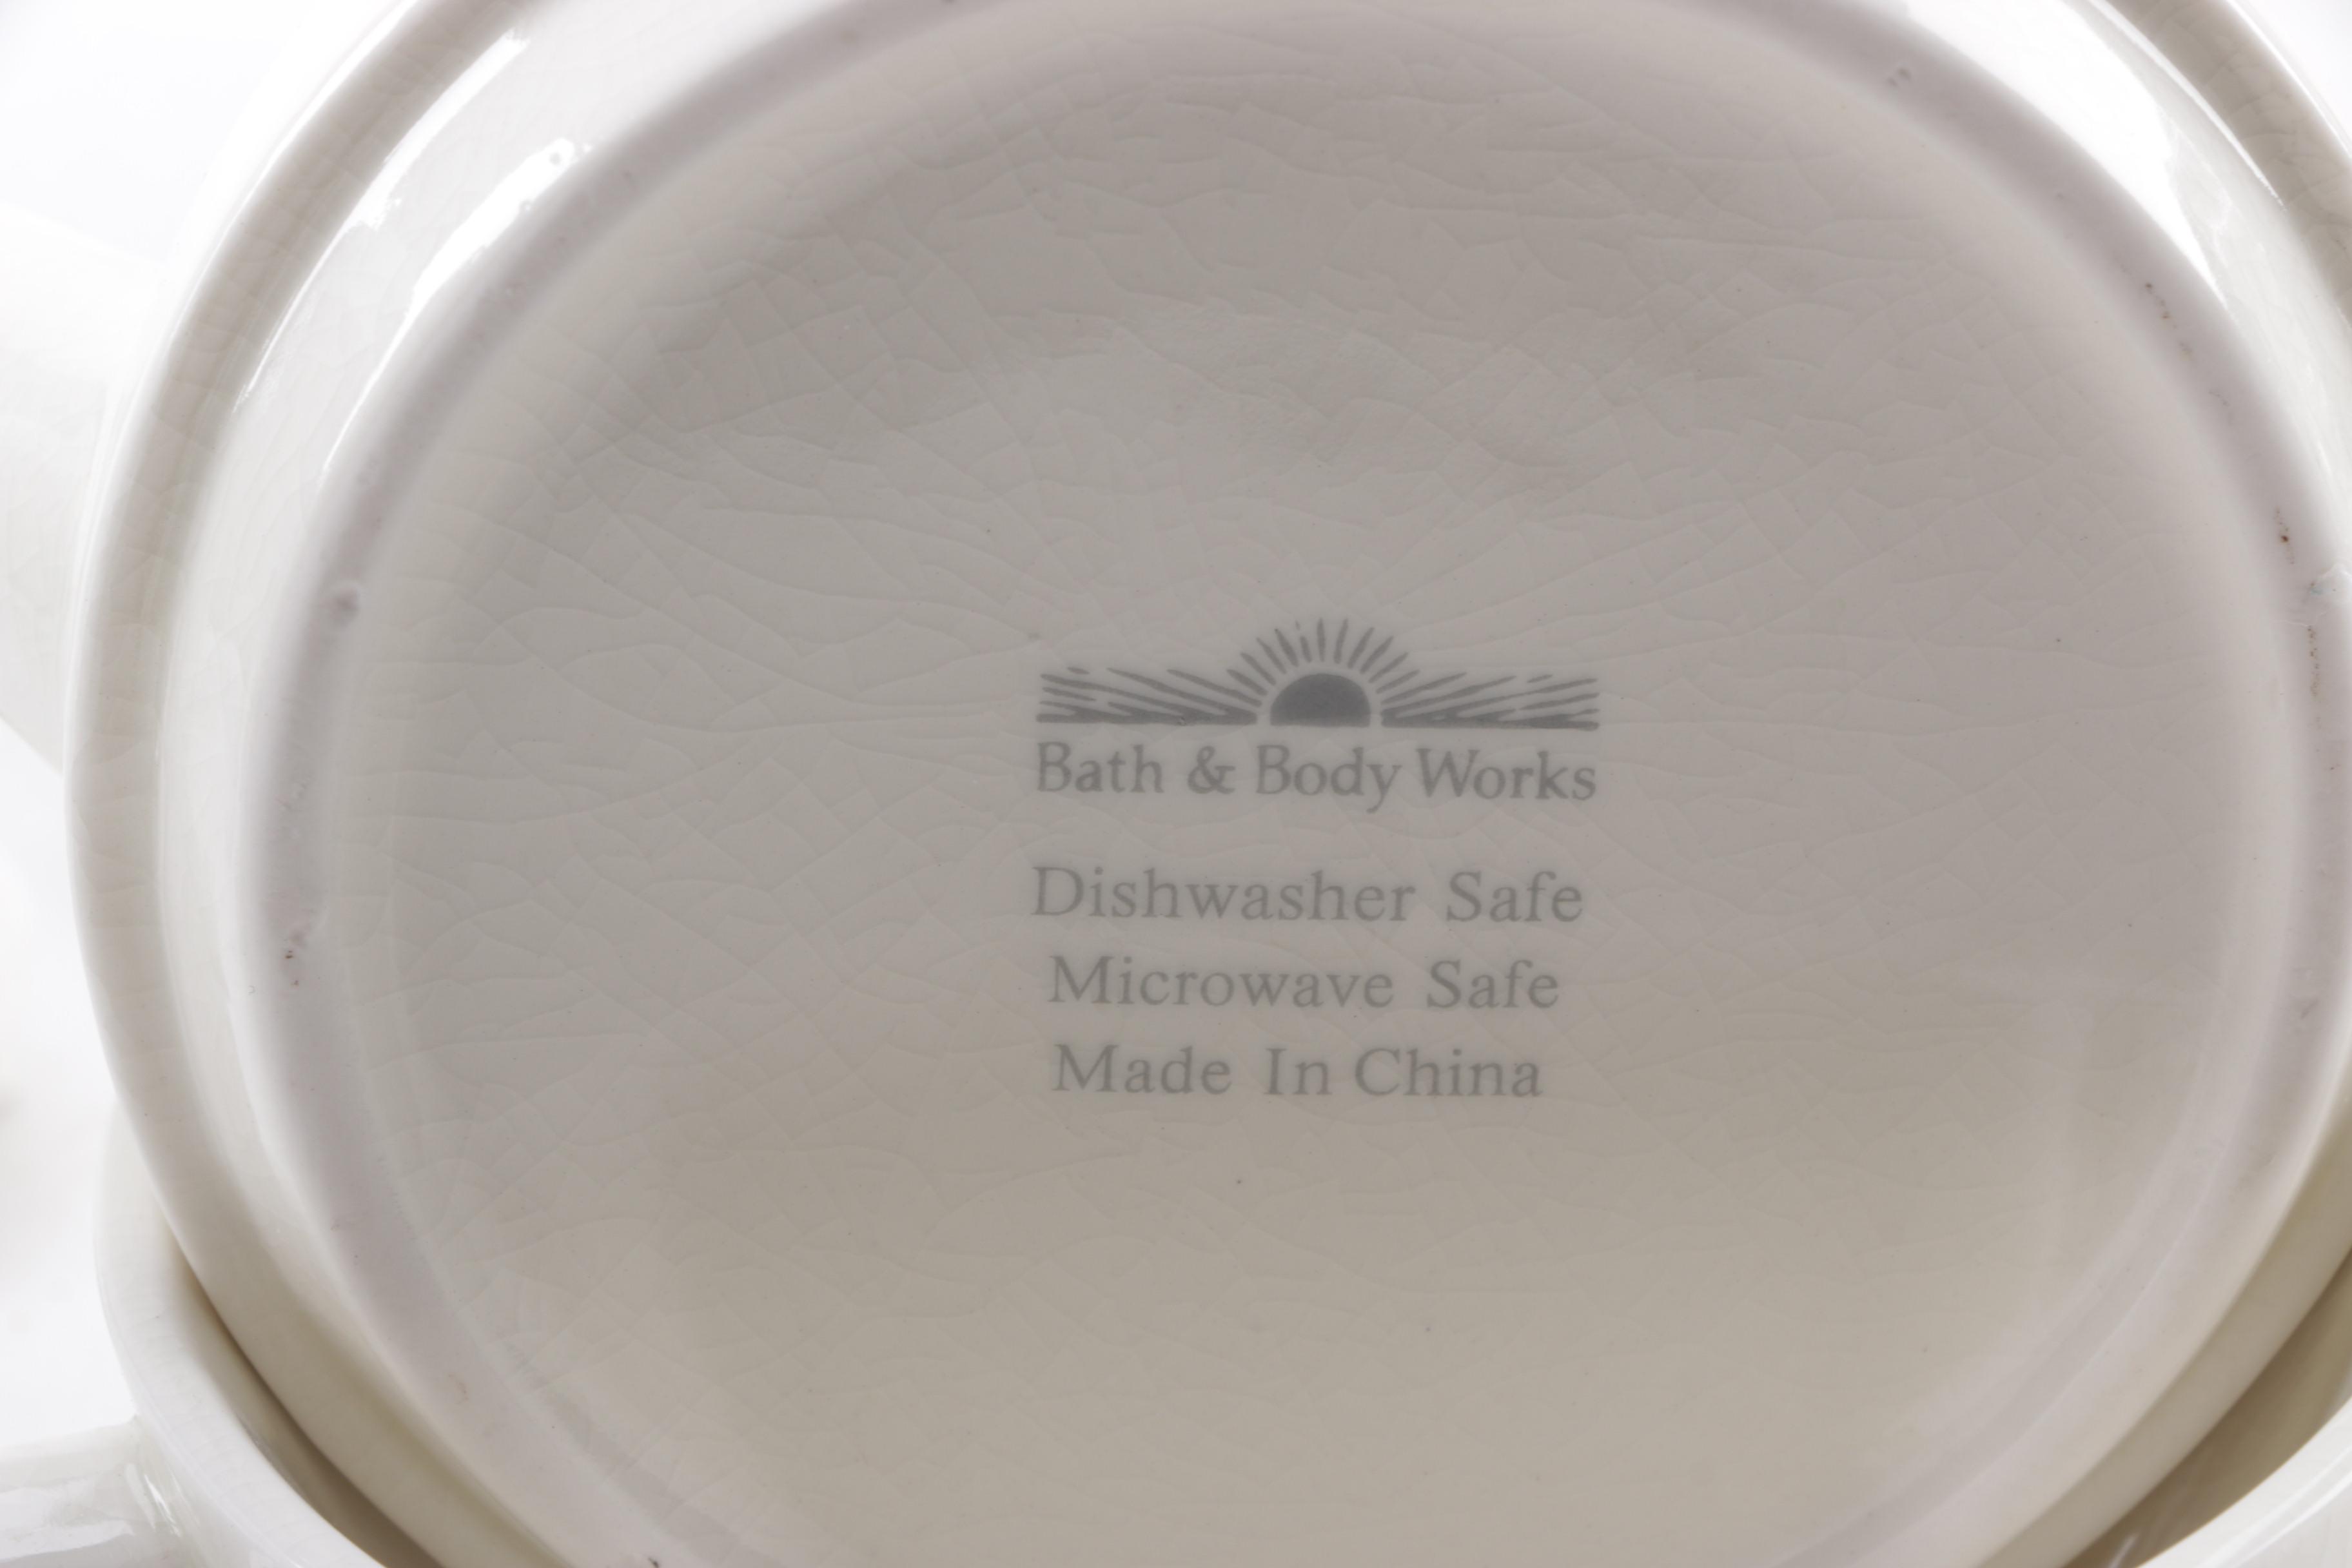 Bath & Body Works
Dishwasher Safe
Microwave Safe
Made In China